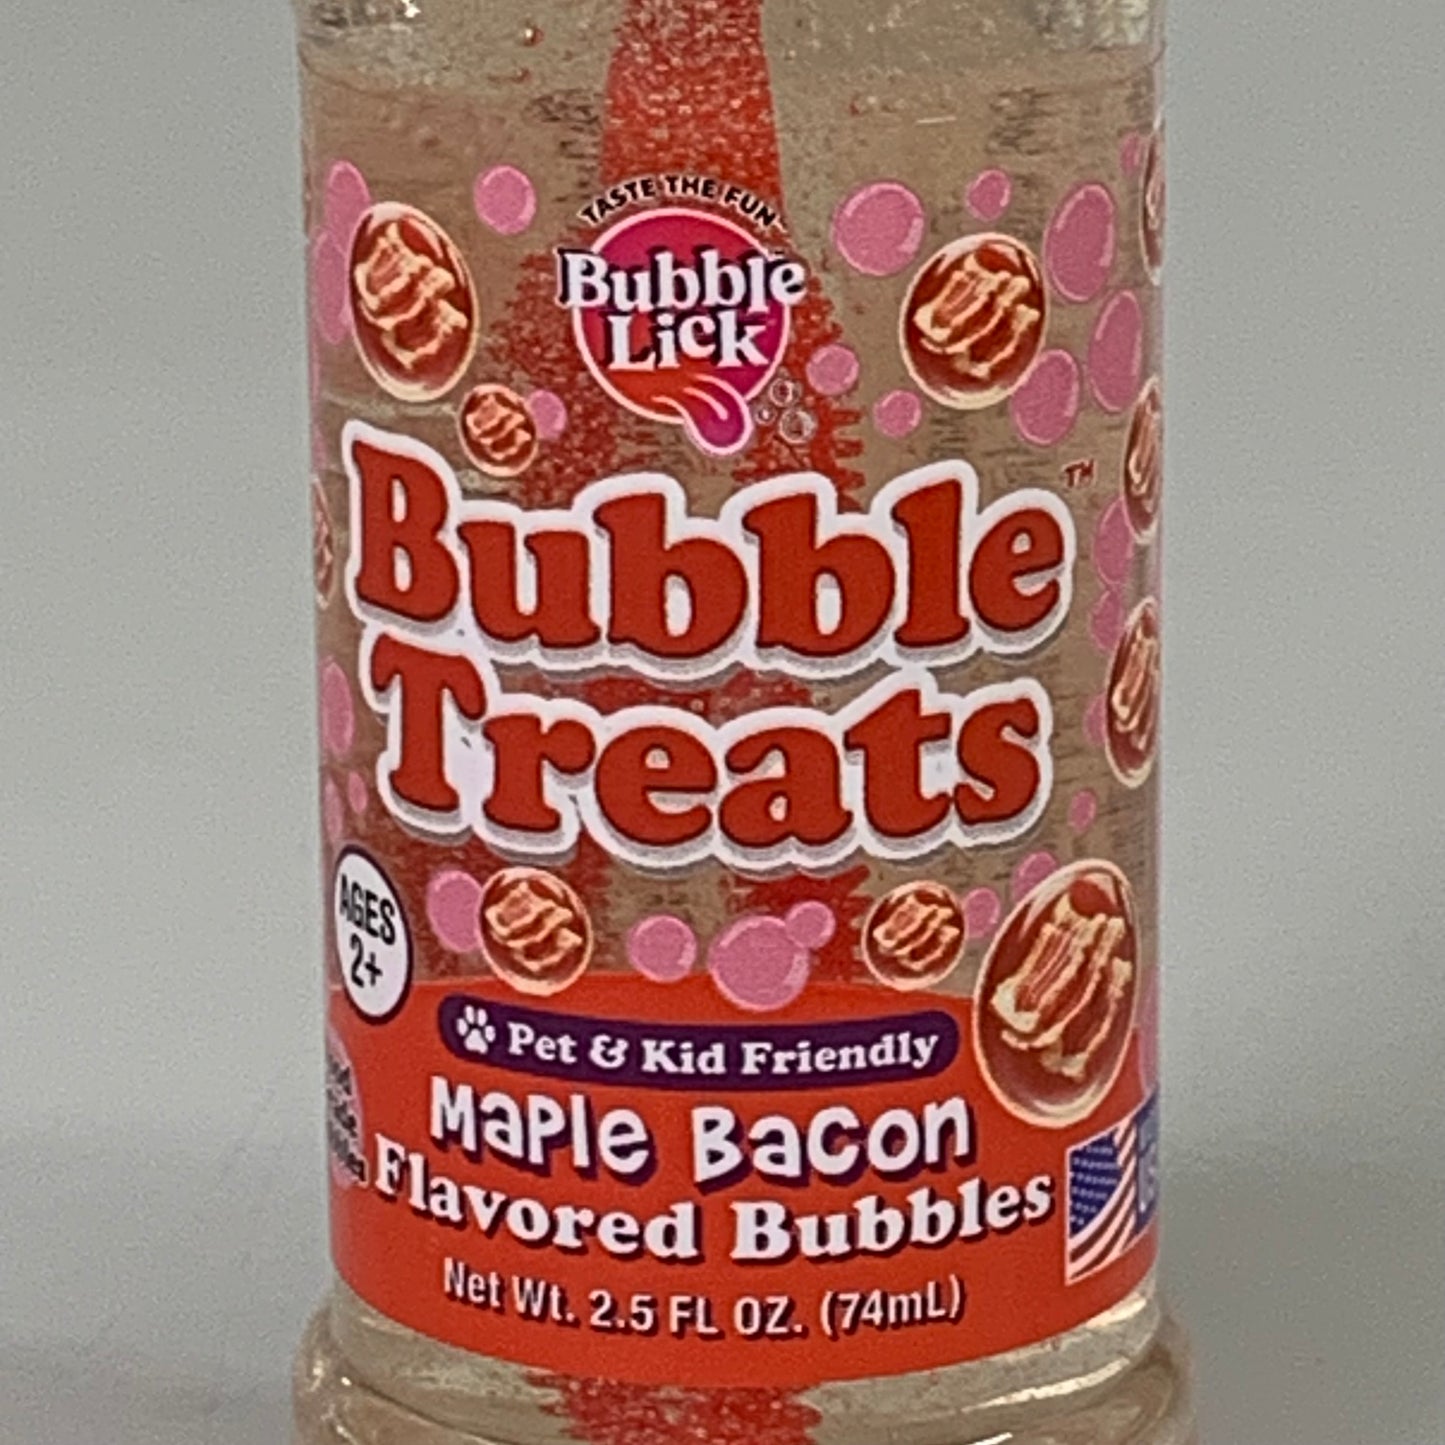 TASTE THE FUN
Bubble
Lick
Bubble
Treats
TM
AGES
2+
Pet & Kid Friendly
Maple Bacon
Flavored Bubbles
Net Wt. 2.5 FL OZ. (74mL)